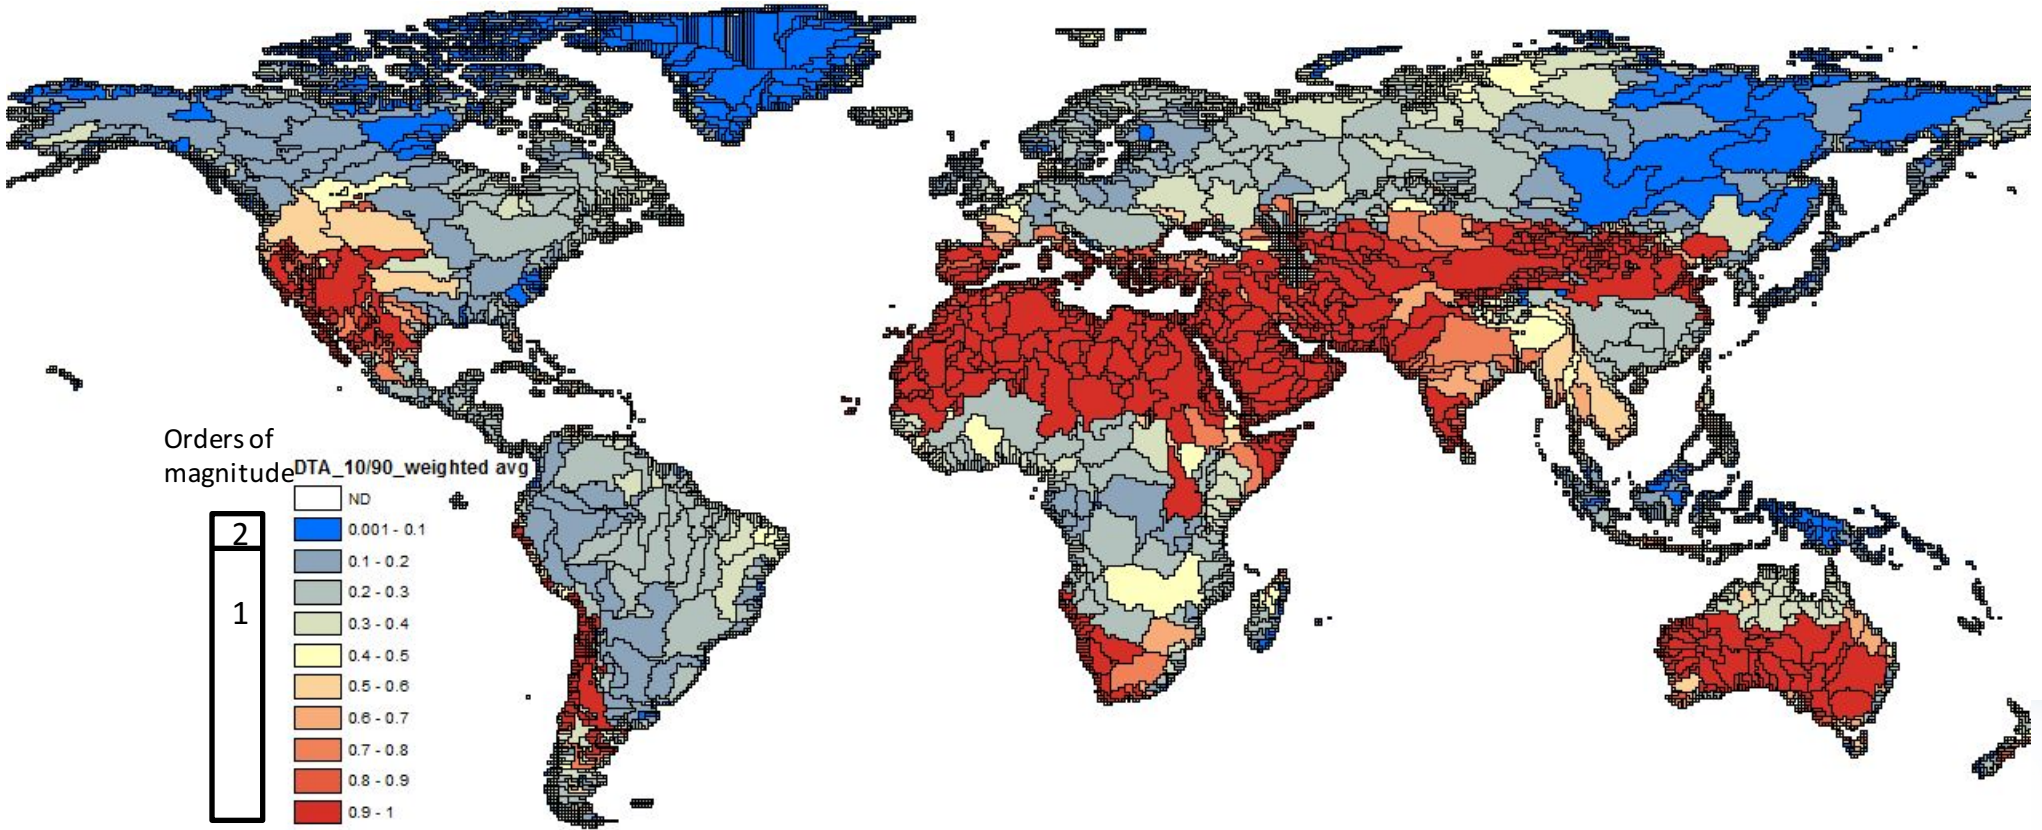 Orders of
magnitude
DTA_10/90_weighted avg
ND
2
0.001 - 0.1
0.1 - 0.2
0.2 - 0.3
1
0.3 - 0.4
0.4 - 0.5
0.5 - 0.6
0.6 - 0.7
0.7 - 0.8
0.8 - 0.9
0.9 - 1